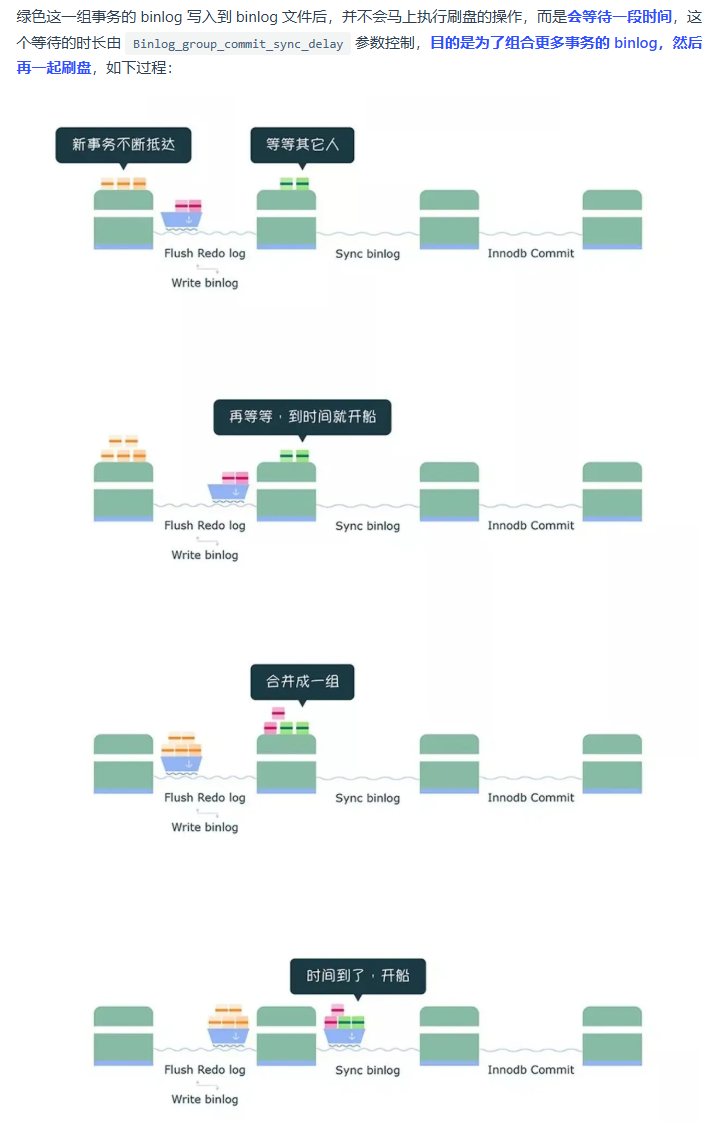 绿色这一组事务的 binlog 写入到 binlog 文件后，并不会马上执行刷盘的操作，而是会等待一段时间，这
个等待的时长由 Binlog_group_commit_sync_delay 参数控制，目的是为了组合更多事务的 binlog，然后
再一起刷盘，如下过程：
新事务不断抵达
等等其它人
Flush Redo log
Sync binlog
Innodb Commit
Write binlog
再等等，到时间就开船
Flush Redo log
Sync binlog
Innodb Commit
Write binlog
合并成一组
Flush Redo log
Sync binlog
Innodb Commit
Write binlog
时间到了，开船
Flush Redo log
Sync binlog
Innodb Commit
Write binlog